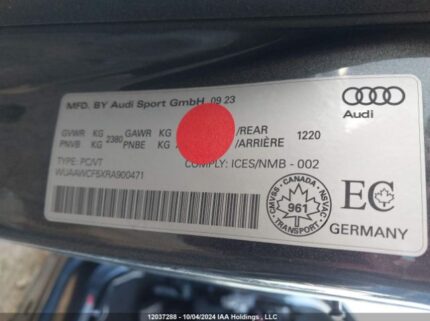 MFD. BY Audi Sport GmbH 09 23
GVWR KG 2380 GAWR KG /REAR 1220
PNVB KG PNBE KG /ARRIÈRE
TYPE: PC/VT COMPLY: ICES/NMB - 002
WUAAWCF5XRA900471
Audi
CMVSS - CANADA - NSVAC
961
TRANSPORT
EC
GERMANY
12037288 - 10/04/2024 IAA Holdings, LLC